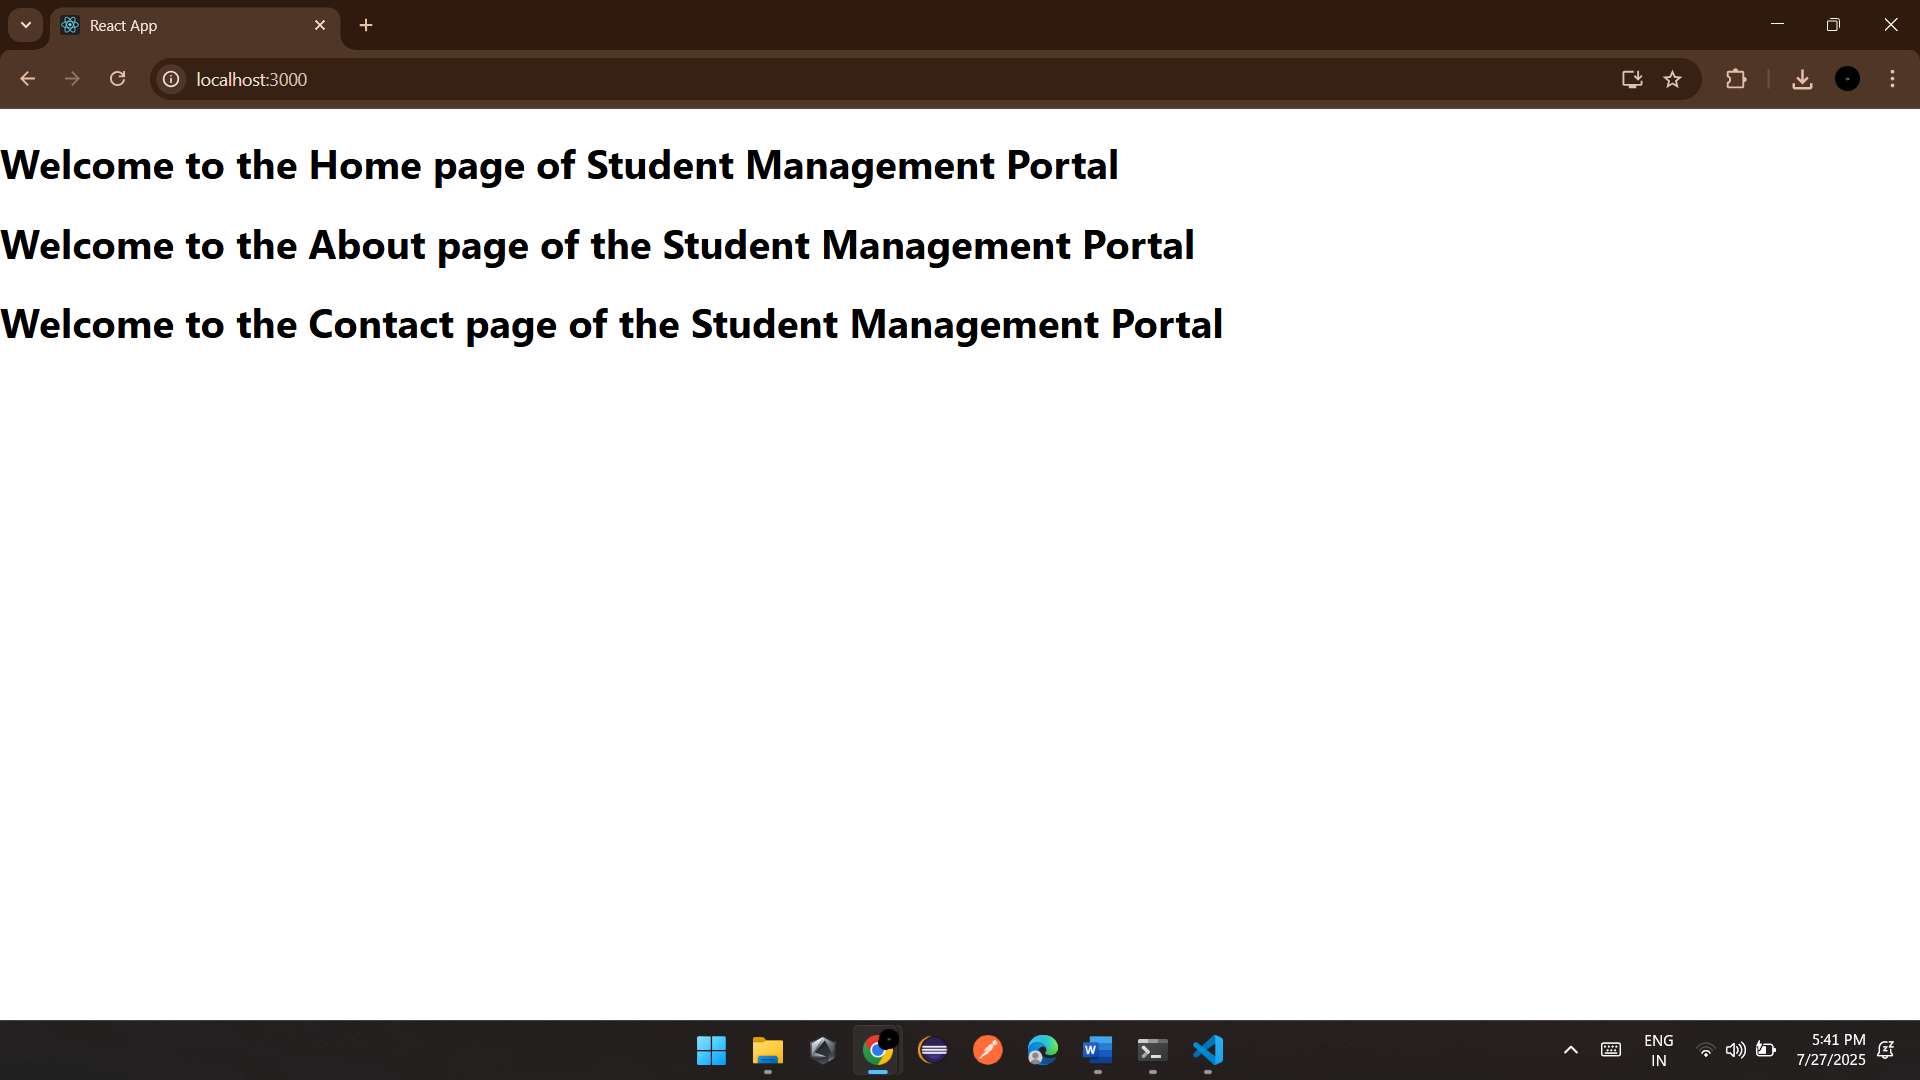 React App
localhost:3000
Welcome to the Home page of Student Management Portal
Welcome to the About page of the Student Management Portal
Welcome to the Contact page of the Student Management Portal
ENG
IN
5:41 PM
7/27/2025